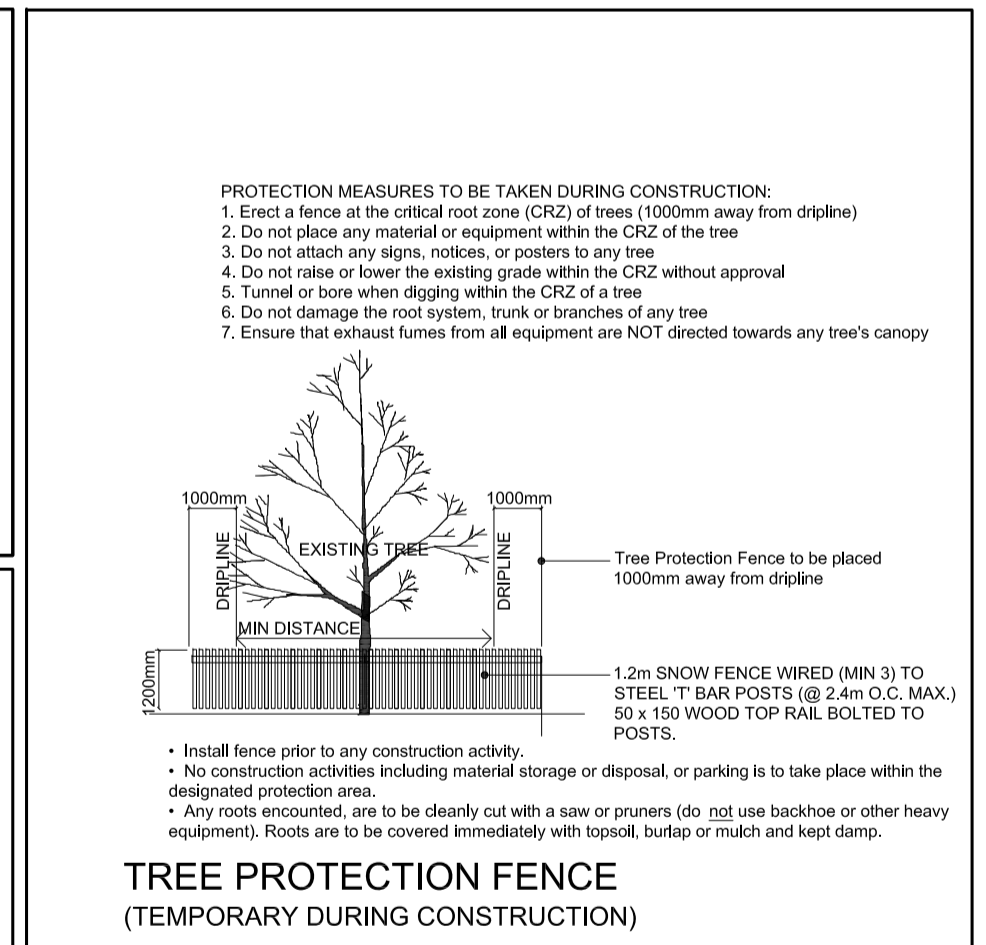 PROTECTION MEASURES TO BE TAKEN DURING CONSTRUCTION:
1. Erect a fence at the critical root zone (CRZ) of trees (1000mm away from dripline)
2. Do not place any material or equipment within the CRZ of the tree
3. Do not attach any signs, notices, or posters to any tree
4. Do not raise or lower the existing grade within the CRZ without approval
5. Tunnel or bore when digging within the CRZ of a tree
6. Do not damage the root system, trunk or branches of any tree
7. Ensure that exhaust fumes from all equipment are NOT directed towards any tree's canopy
1000mm
1000mm
DRIPLINE
EXISTING TREE
DRIPLINE
Tree Protection Fence to be placed
1000mm away from dripline
MIN DISTANCE
1200mm
1.2m SNOW FENCE WIRED (MIN 3) TO
STEEL 'T' BAR POSTS (@ 2.4m O.C. MAX.)
50 x 150 WOOD TOP RAIL BOLTED TO
POSTS.
• Install fence prior to any construction activity.
• No construction activities including material storage or disposal, or parking is to take place within the
designated protection area.
• Any roots encountered, are to be cleanly cut with a saw or pruners (do not use backhoe or other heavy
equipment). Roots are to be covered immediately with topsoil, burlap or mulch and kept damp.
TREE PROTECTION FENCE
(TEMPORARY DURING CONSTRUCTION)